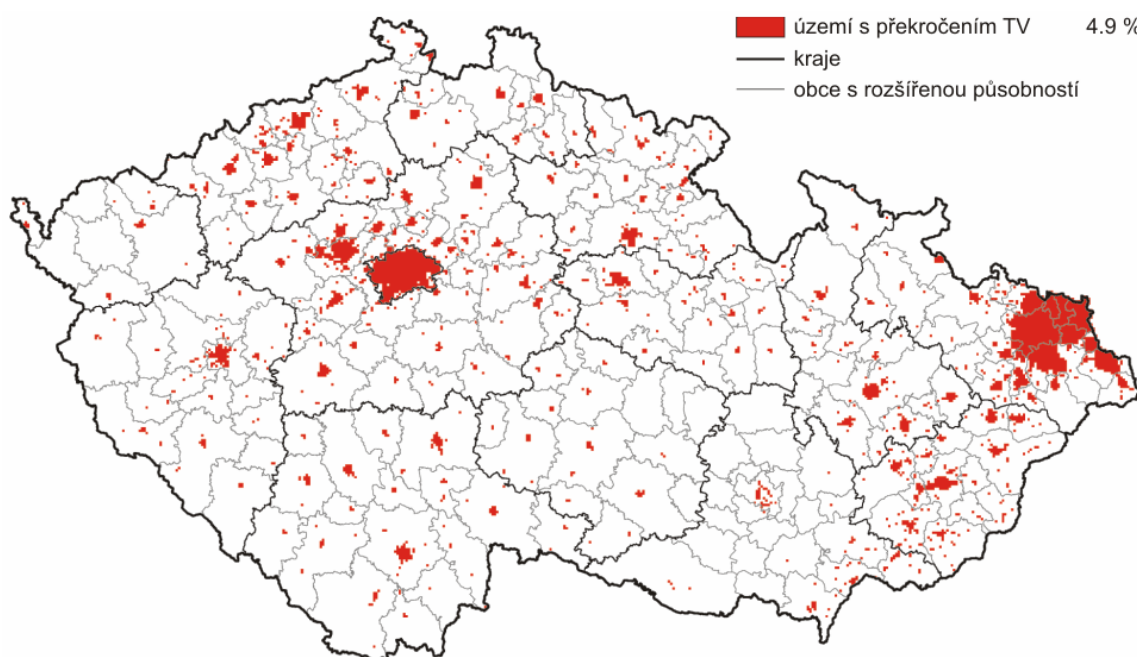 území s překročením TV 4.9 %
kraje
obce s rozšířenou působností